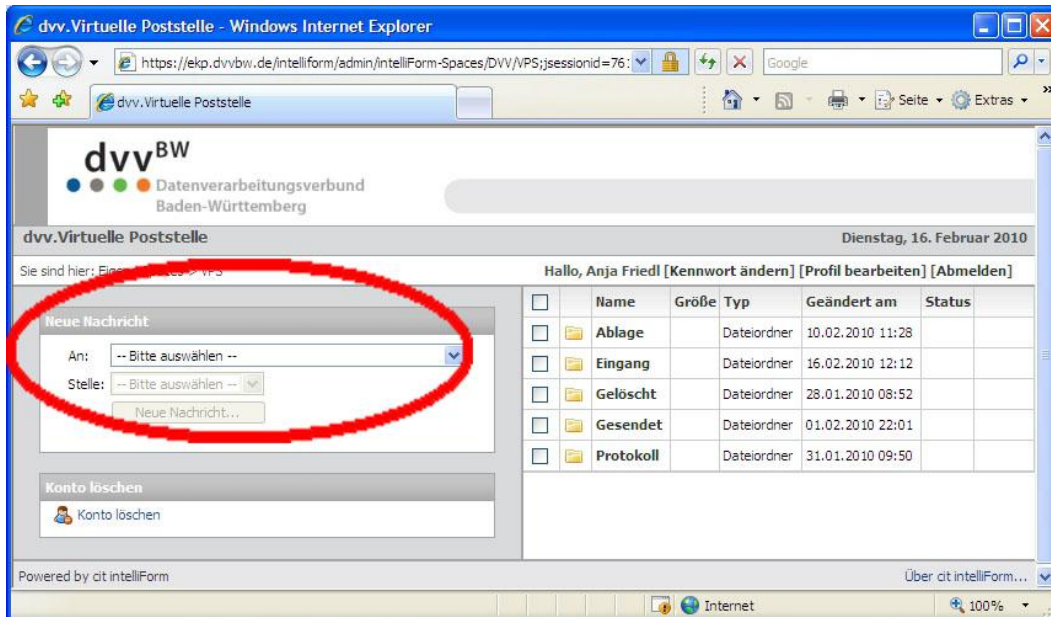 dvv.Virtuelle Poststelle - Windows Internet Explorer
https://ekp.dvvbw.de/intelliform/admin/intelliForm-Spaces/DVV/VPS;jsessionid=76:
Google
dvv.Virtuelle Poststelle
Seite
Extras
dvvBW
Datenverarbeitungsverbund
Baden-Württemberg
dvv.Virtuelle Poststelle Dienstag, 16. Februar 2010
Sie sind hier: > VPS Hallo, Anja Friedl [Kennwort ändern] [Profil bearbeiten] [Abmelden]
Neue Nachricht
An: -- Bitte auswählen --
Stelle: -- Bitte auswählen --
Neue Nachricht...
Konto löschen
Konto löschen
Name Größe Typ Geändert am Status
Ablage Dateiordner 10.02.2010 11:28
Eingang Dateiordner 16.02.2010 12:12
Gelöscht Dateiordner 28.01.2010 08:52
Gesendet Dateiordner 01.02.2010 22:01
Protokoll Dateiordner 31.01.2010 09:50
Powered by cit intelliForm Über cit intelliForm...
Internet 100%